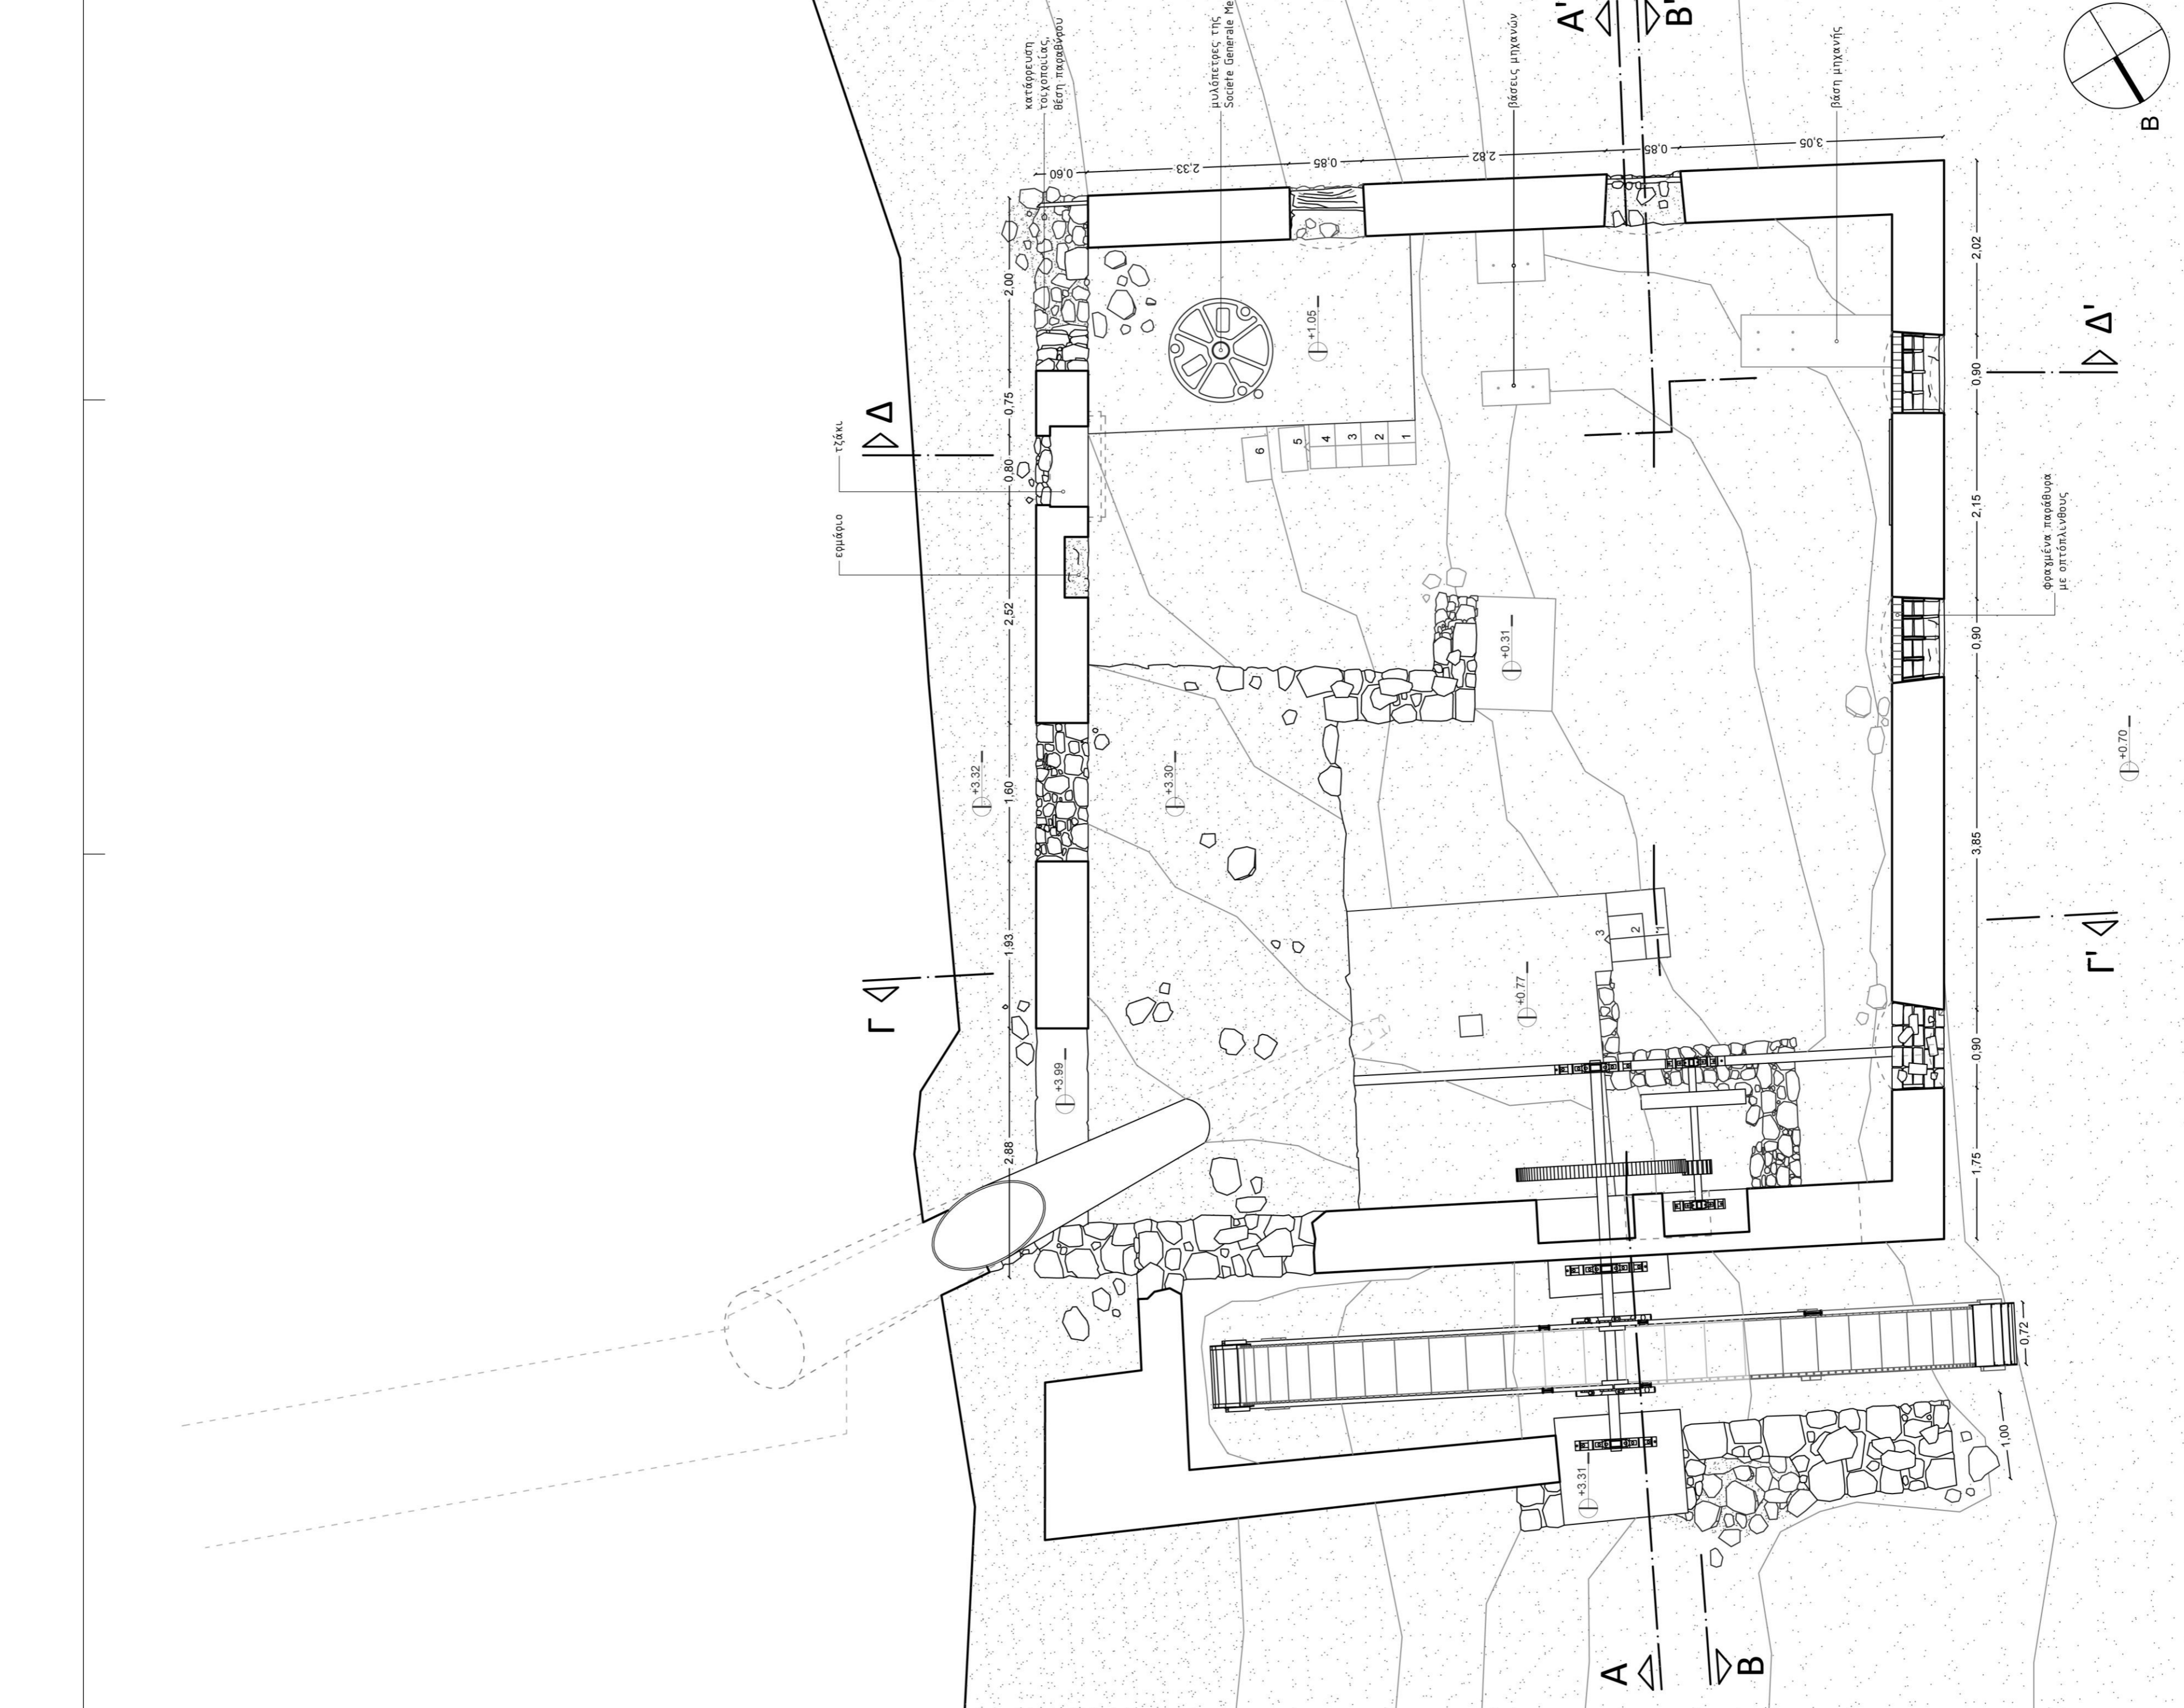 κατάρρευση
τοιχοποιίας,
θέση παραθύρου
μυλόπετρες της
Societe Generale Me
βάσεις μηχανών
Α'
Β'
βάση μηχανής
Β
0,60
2,33
0,85
2,82
0,85
3,05
2,00
0,75
0,80
2,52
1,60
1,93
2,88
2,02
0,90
2,15
0,90
3,85
0,90
1,75
τζάκι
ερμάριο
Δ
Δ'
Γ
Γ'
φραγμένα παράθυρα
με οπτόπλινθους
+1.05
6
5
4
3
2
1
+0.31
+3.32
+3.30
+0.70
3
2
1
+0.77
+3.99
0,72
1,00
+3.31
Α
Β